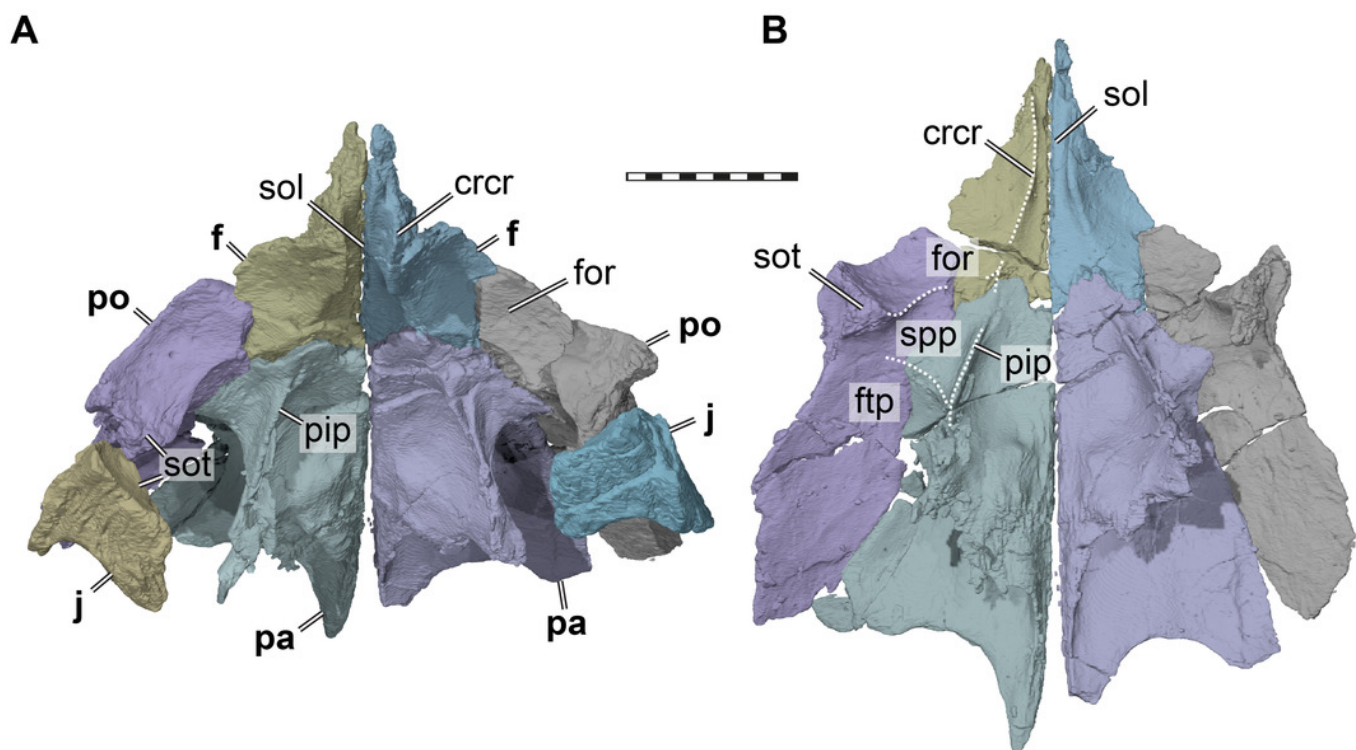 A
B
sol
crcr
f
f
for
po
po
pip
sot
j
j
pa
pa
sol
crcr
for
sot
spp
pip
ftp